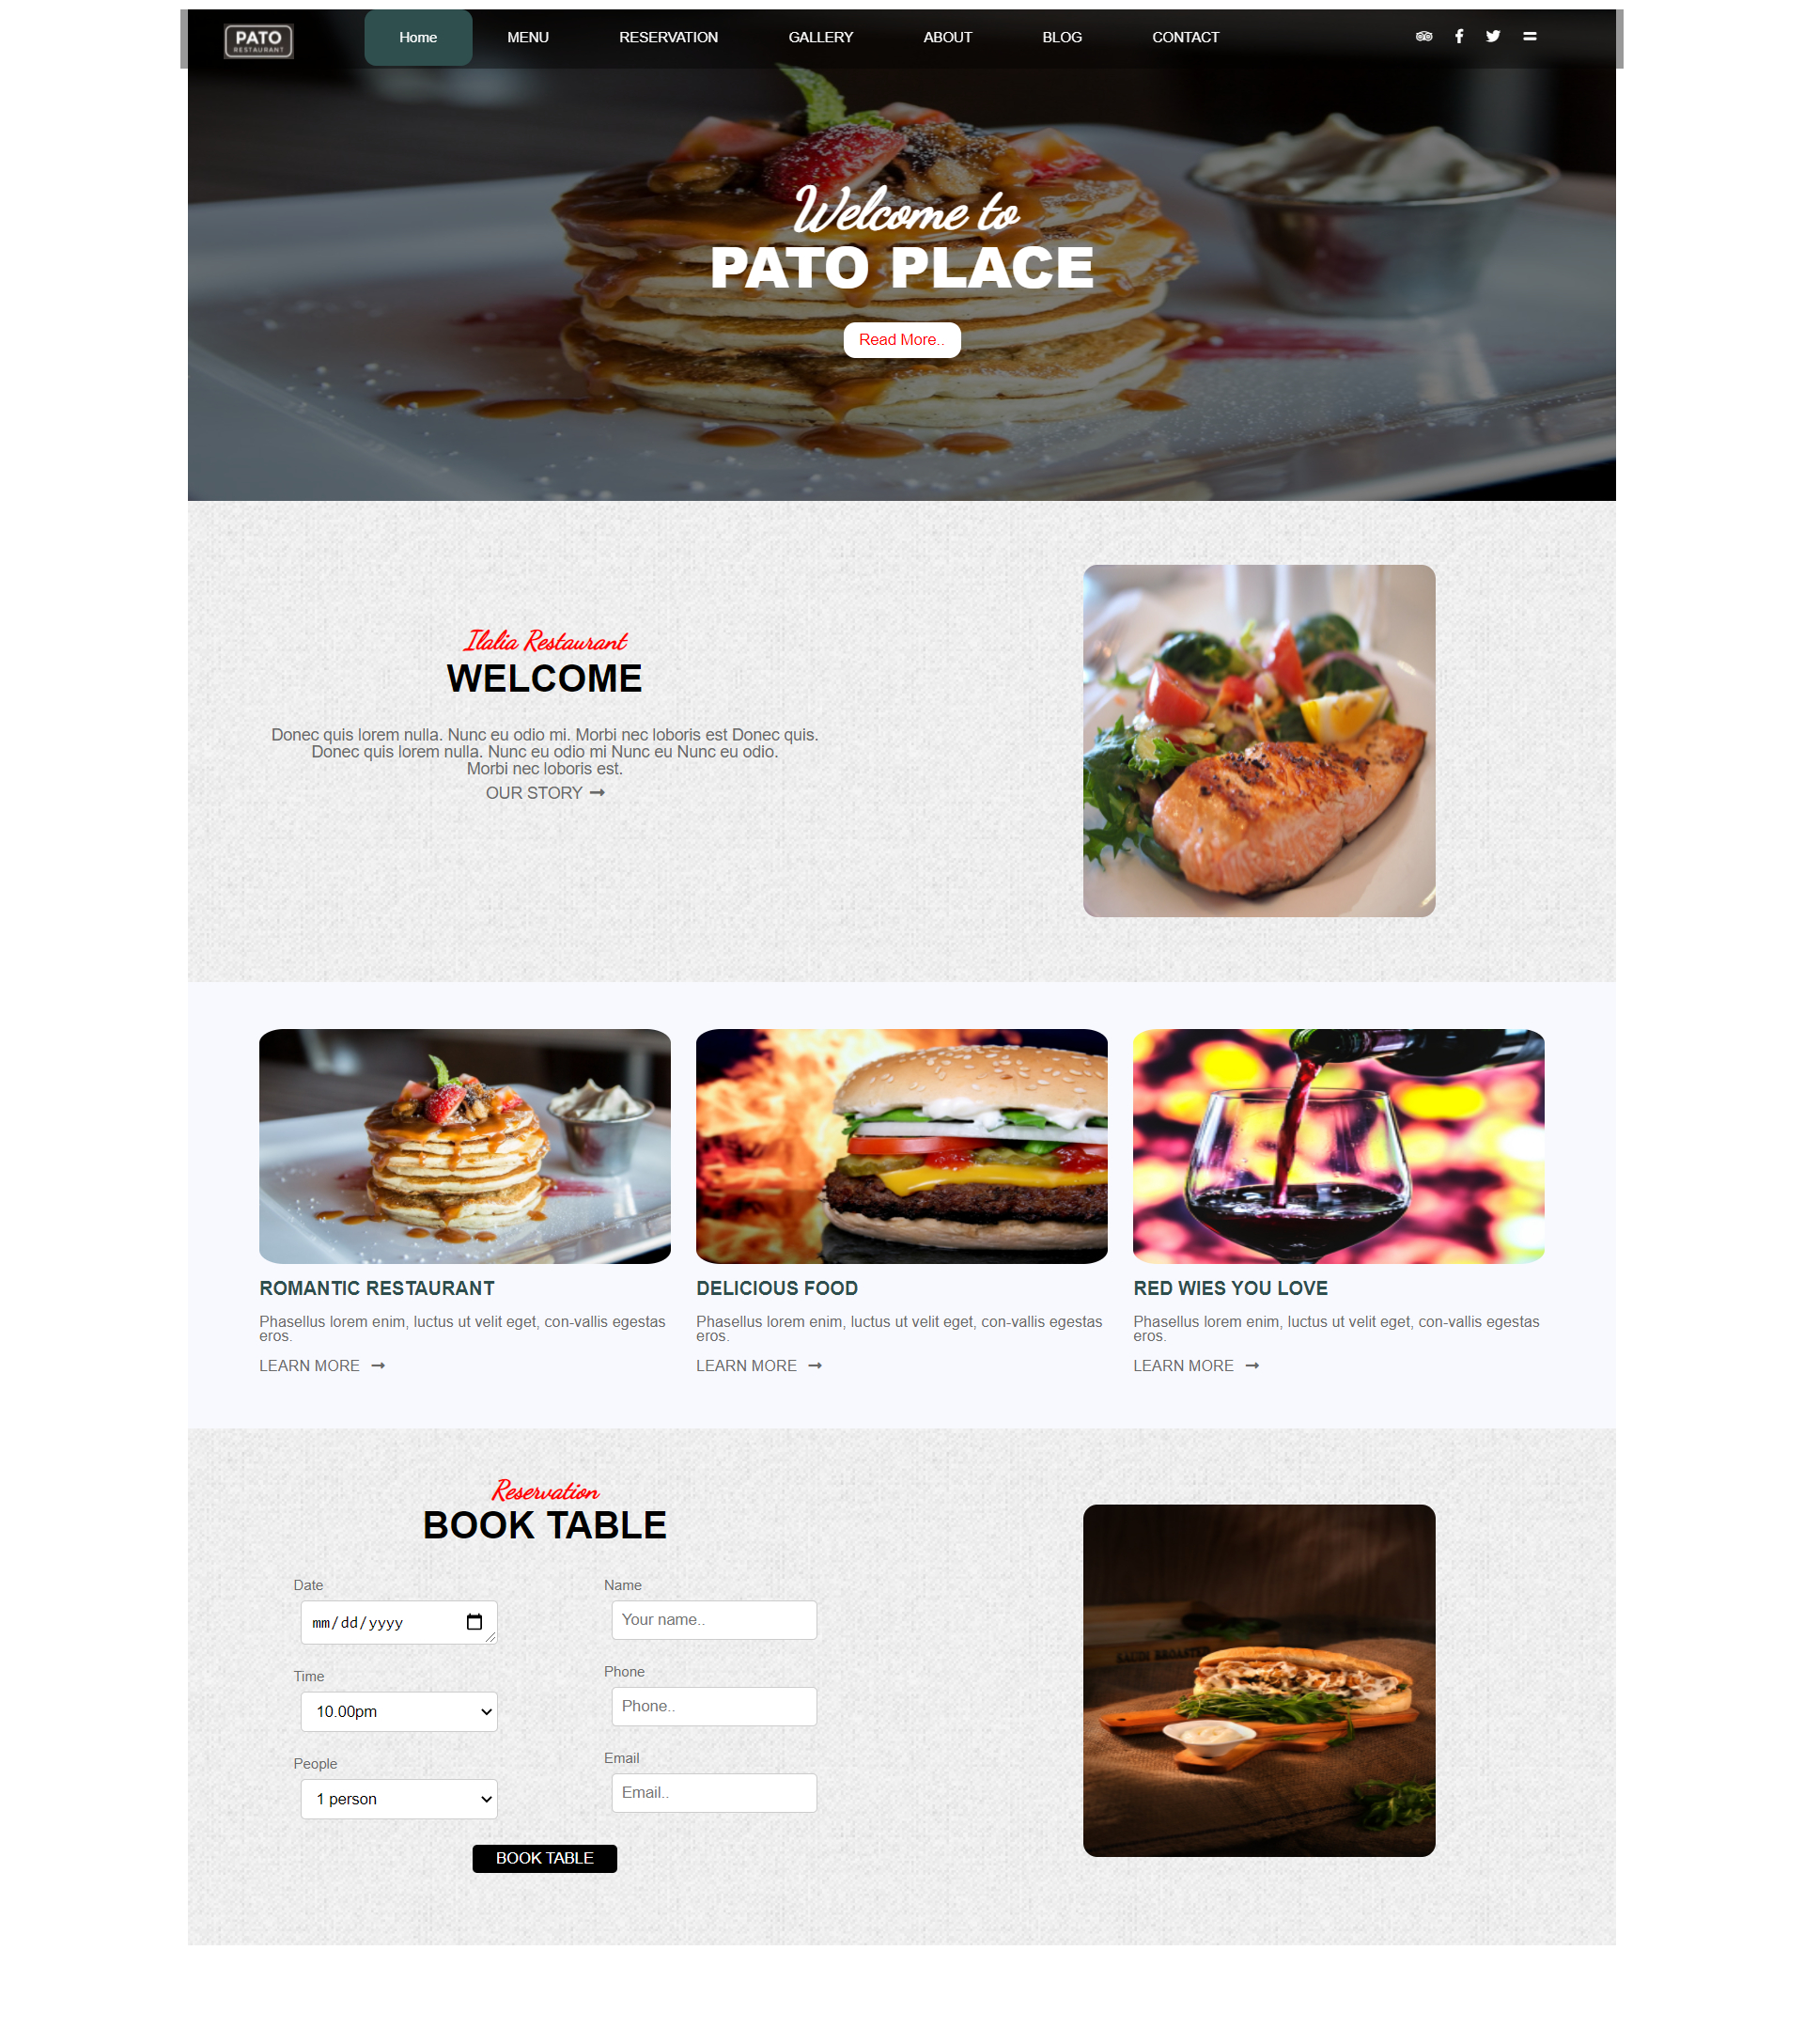 PATO
RESTAURANT
Home MENU RESERVATION GALLERY ABOUT BLOG CONTACT
Welcome to
PATO PLACE
Read More..
Ilalia Restaurant
WELCOME
Donec quis lorem nulla. Nunc eu odio mi. Morbi nec loboris est Donec quis.
Donec quis lorem nulla. Nunc eu odio mi Nunc eu Nunc eu odio.
Morbi nec loboris est.
OUR STORY
ROMANTIC RESTAURANT
Phasellus lorem enim, luctus ut velit eget, con-vallis egestas
eros.
LEARN MORE
DELICIOUS FOOD
Phasellus lorem enim, luctus ut velit eget, con-vallis egestas
eros.
LEARN MORE
RED WIES YOU LOVE
Phasellus lorem enim, luctus ut velit eget, con-vallis egestas
eros.
LEARN MORE
Reservation
BOOK TABLE
Date
mm/dd/yyyy
Time
10.00pm
People
1 person
Name
Your name..
Phone
Phone..
Email
Email..
BOOK TABLE
SAUDI BROASTED